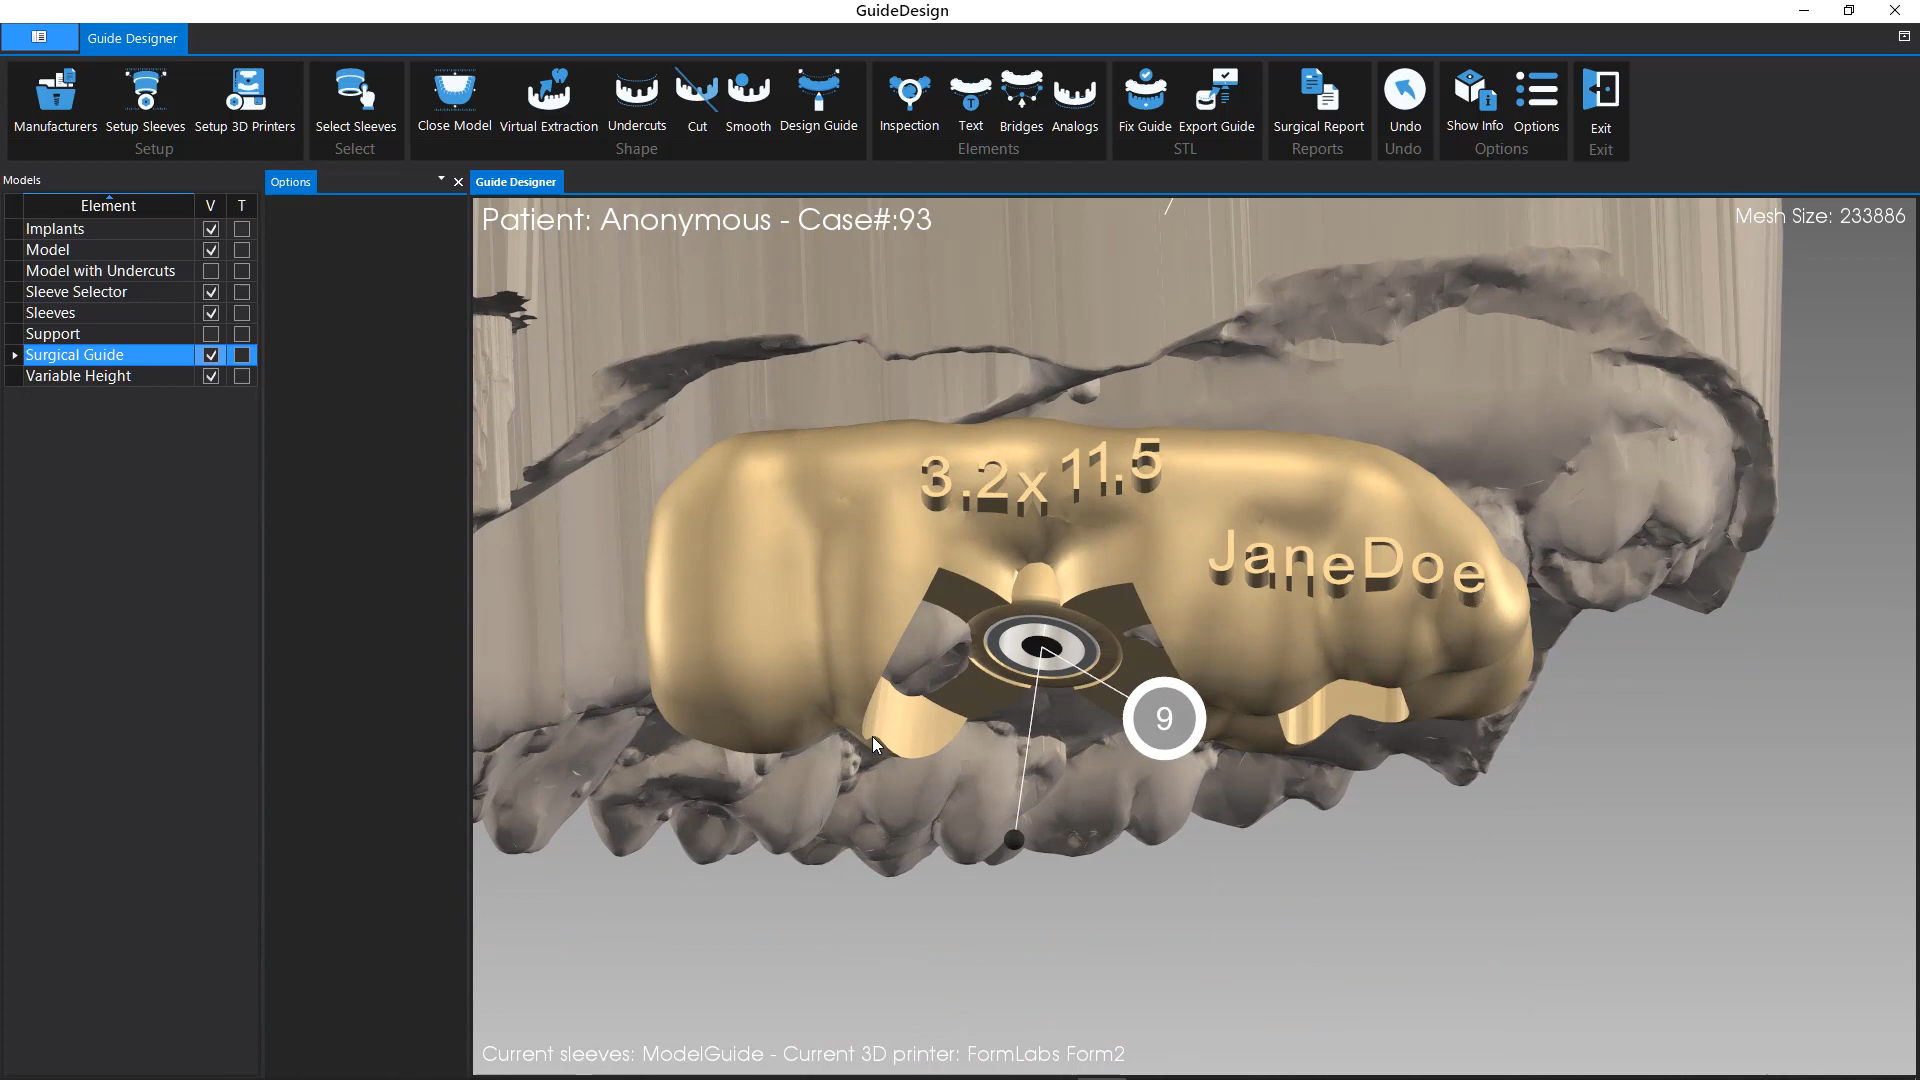 GuideDesign
Guide Designer
Manufacturers Setup Sleeves Setup 3D Printers Select Sleeves Close Model Virtual Extraction Undercuts Cut Smooth Design Guide Inspection Text Bridges Analogs Fix Guide Export Guide Surgical Report Undo Show Info Options Exit
Setup Select Shape Elements STL Reports Undo Options Exit
Models Options Guide Designer
Element V T
Implants
Model
Model with Undercuts
Sleeve Selector
Sleeves
Support
Surgical Guide
Variable Height
Patient: Anonymous - Case#:93
Mesh Size: 233886
3.2x11.5
JaneDoe
9
Current sleeves: ModelGuide - Current 3D printer: FormLabs Form2